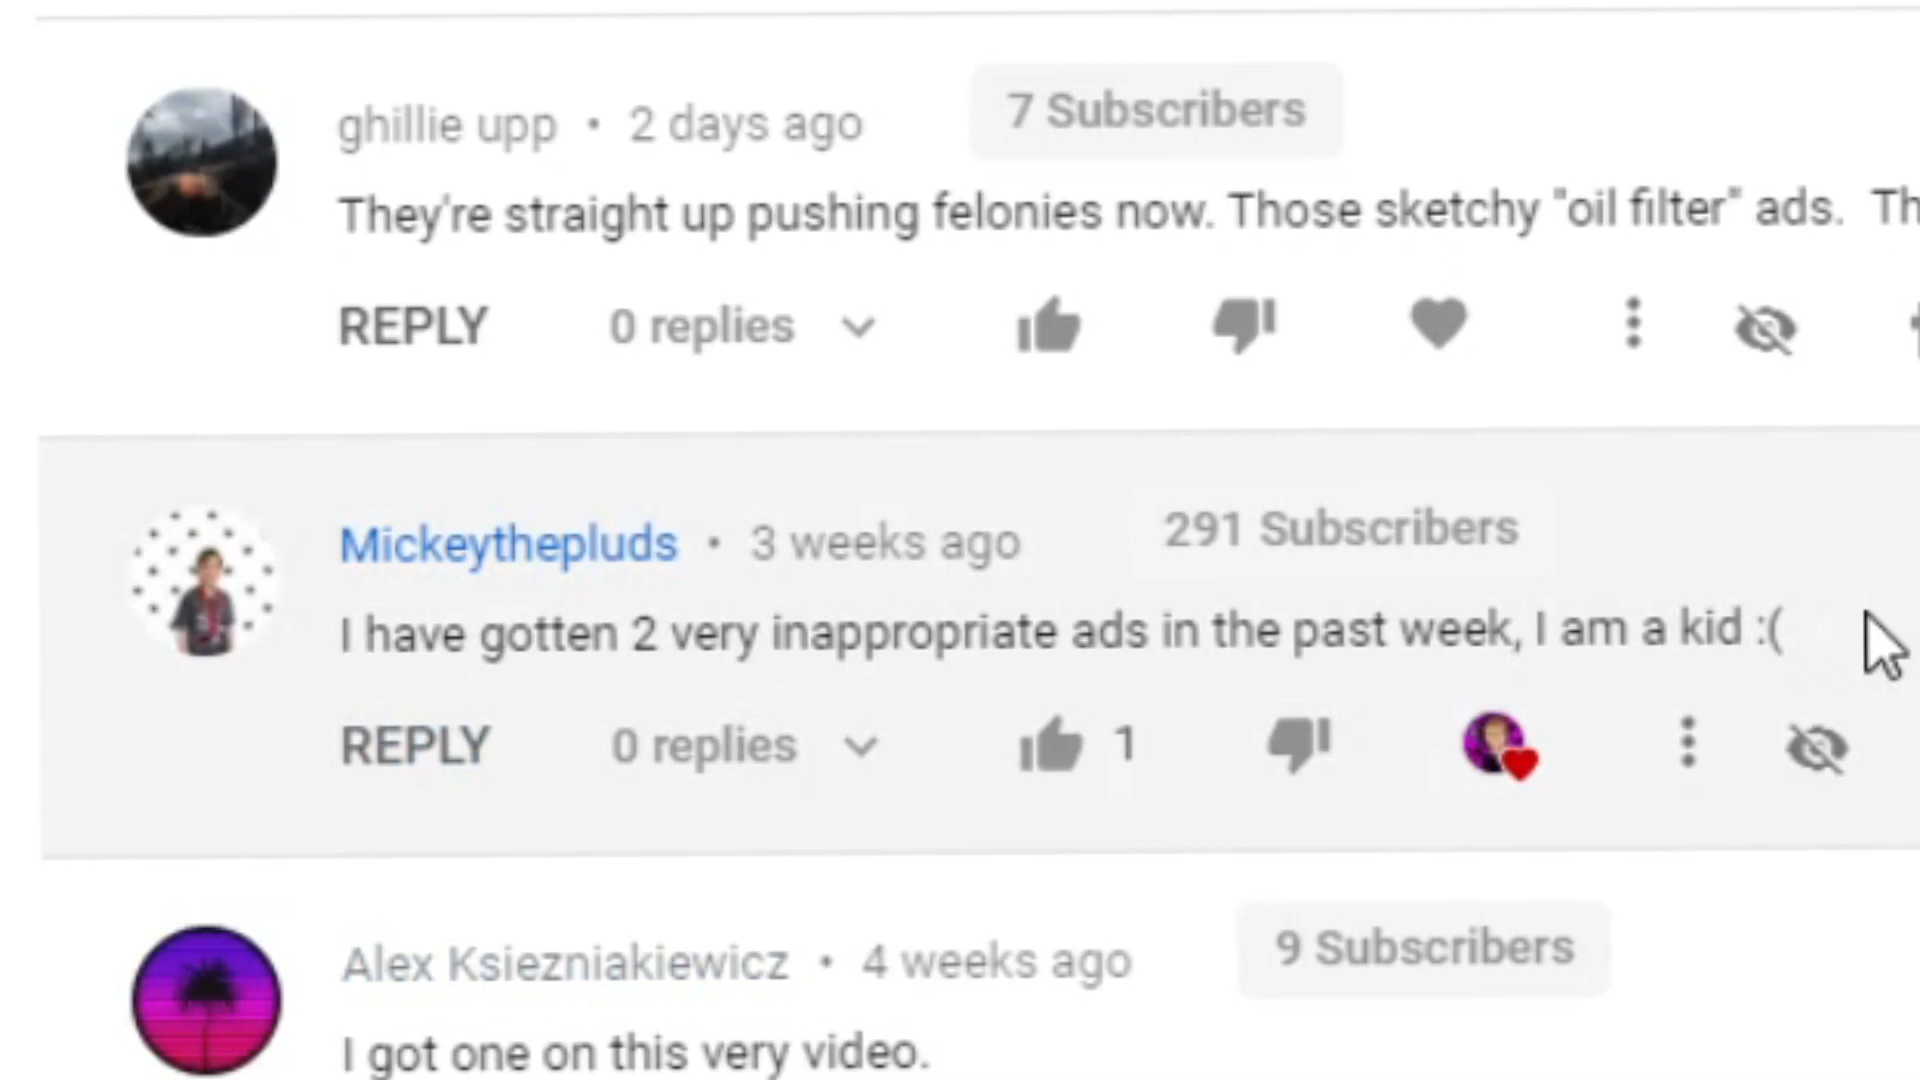 ghillie upp • 2 days ago 7 Subscribers
They're straight up pushing felonies now. Those sketchy "oil filter" ads. Th
REPLY 0 replies
Mickeythepluds • 3 weeks ago 291 Subscribers
I have gotten 2 very inappropriate ads in the past week, I am a kid :(
REPLY 0 replies 1
Alex Ksiezniakiewicz • 4 weeks ago 9 Subscribers
I got one on this very video.